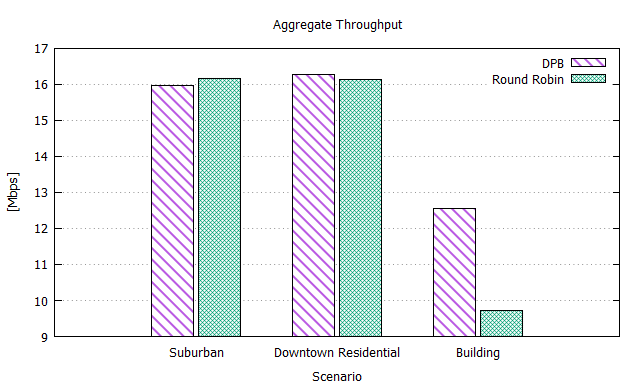 Aggregate Throughput
17
16
15
14
13
12
11
10
9
[Mbps]
DPB
Round Robin
Suburban
Downtown Residential
Building
Scenario